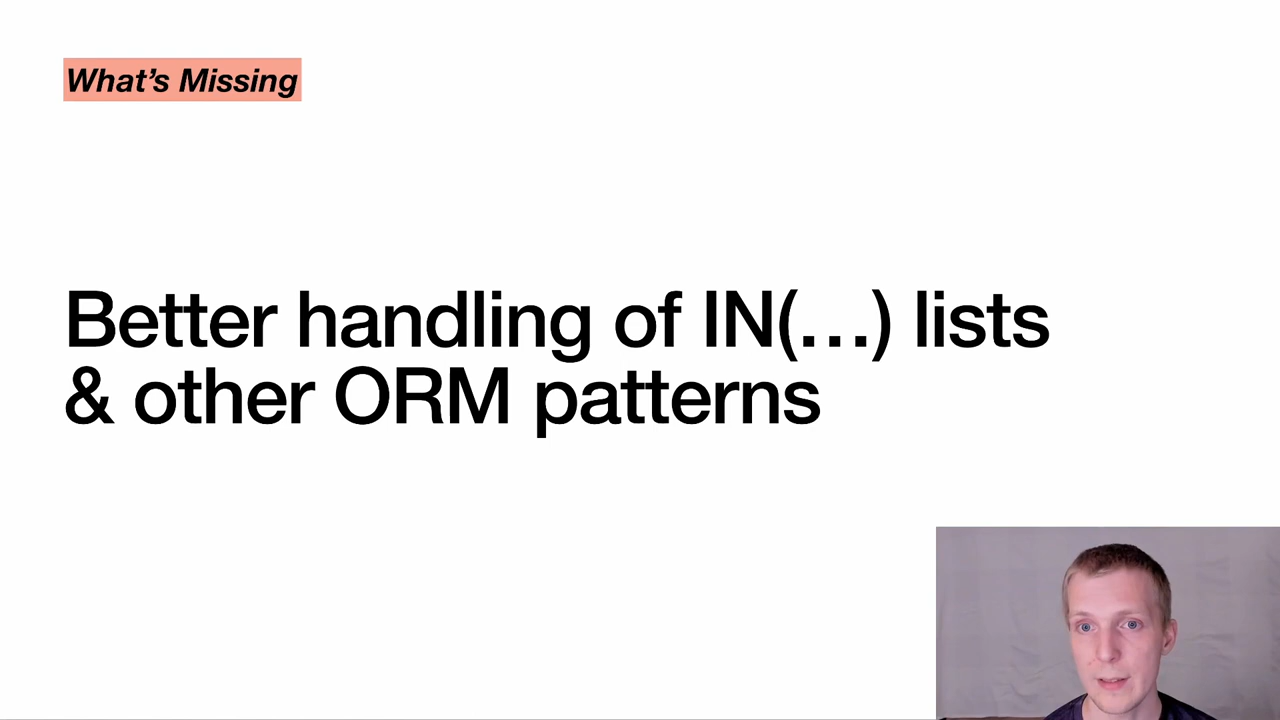 What's Missing
Better handling of IN(…) lists
& other ORM patterns